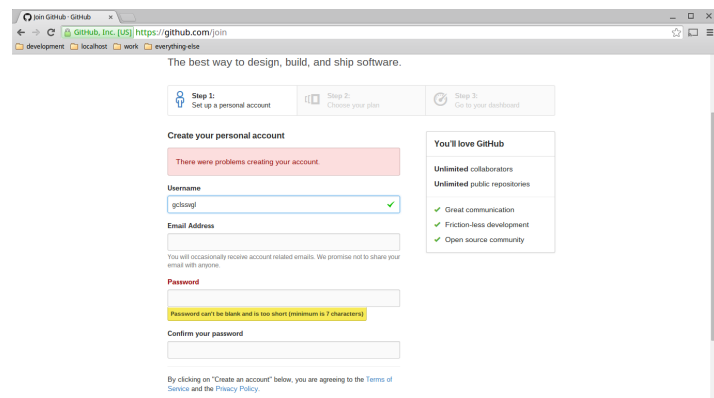 Join GitHub · GitHub
GitHub, Inc. [US] https://github.com/join
development localhost work everything-else
The best way to design, build, and ship software.
Step 1:
Set up a personal account
Step 2:
Choose your plan
Step 3:
Go to your dashboard
Create your personal account
There were problems creating your account.
Username
gclssvgl
Email Address
You will occasionally receive account related emails. We promise not to share your
email with anyone.
Password
Password can't be blank and is too short (minimum is 7 characters)
Confirm your password
By clicking on "Create an account" below, you are agreeing to the Terms of
Service and the Privacy Policy.
You'll love GitHub
Unlimited collaborators
Unlimited public repositories
Great communication
Friction-less development
Open source community